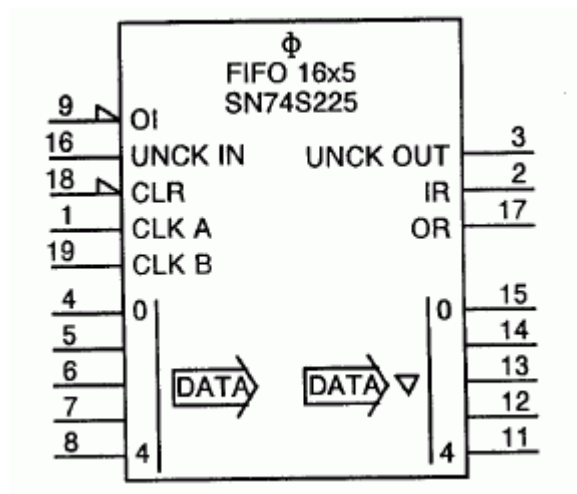 Φ
FIFO 16x5
SN74S225
9 OI
16 UNCK IN UNCK OUT 3
18 CLR IR 2
1 CLK A OR 17
19 CLK B
4 0 0 15
5 14
6 DATA DATA 13
7 12
8 4 4 11